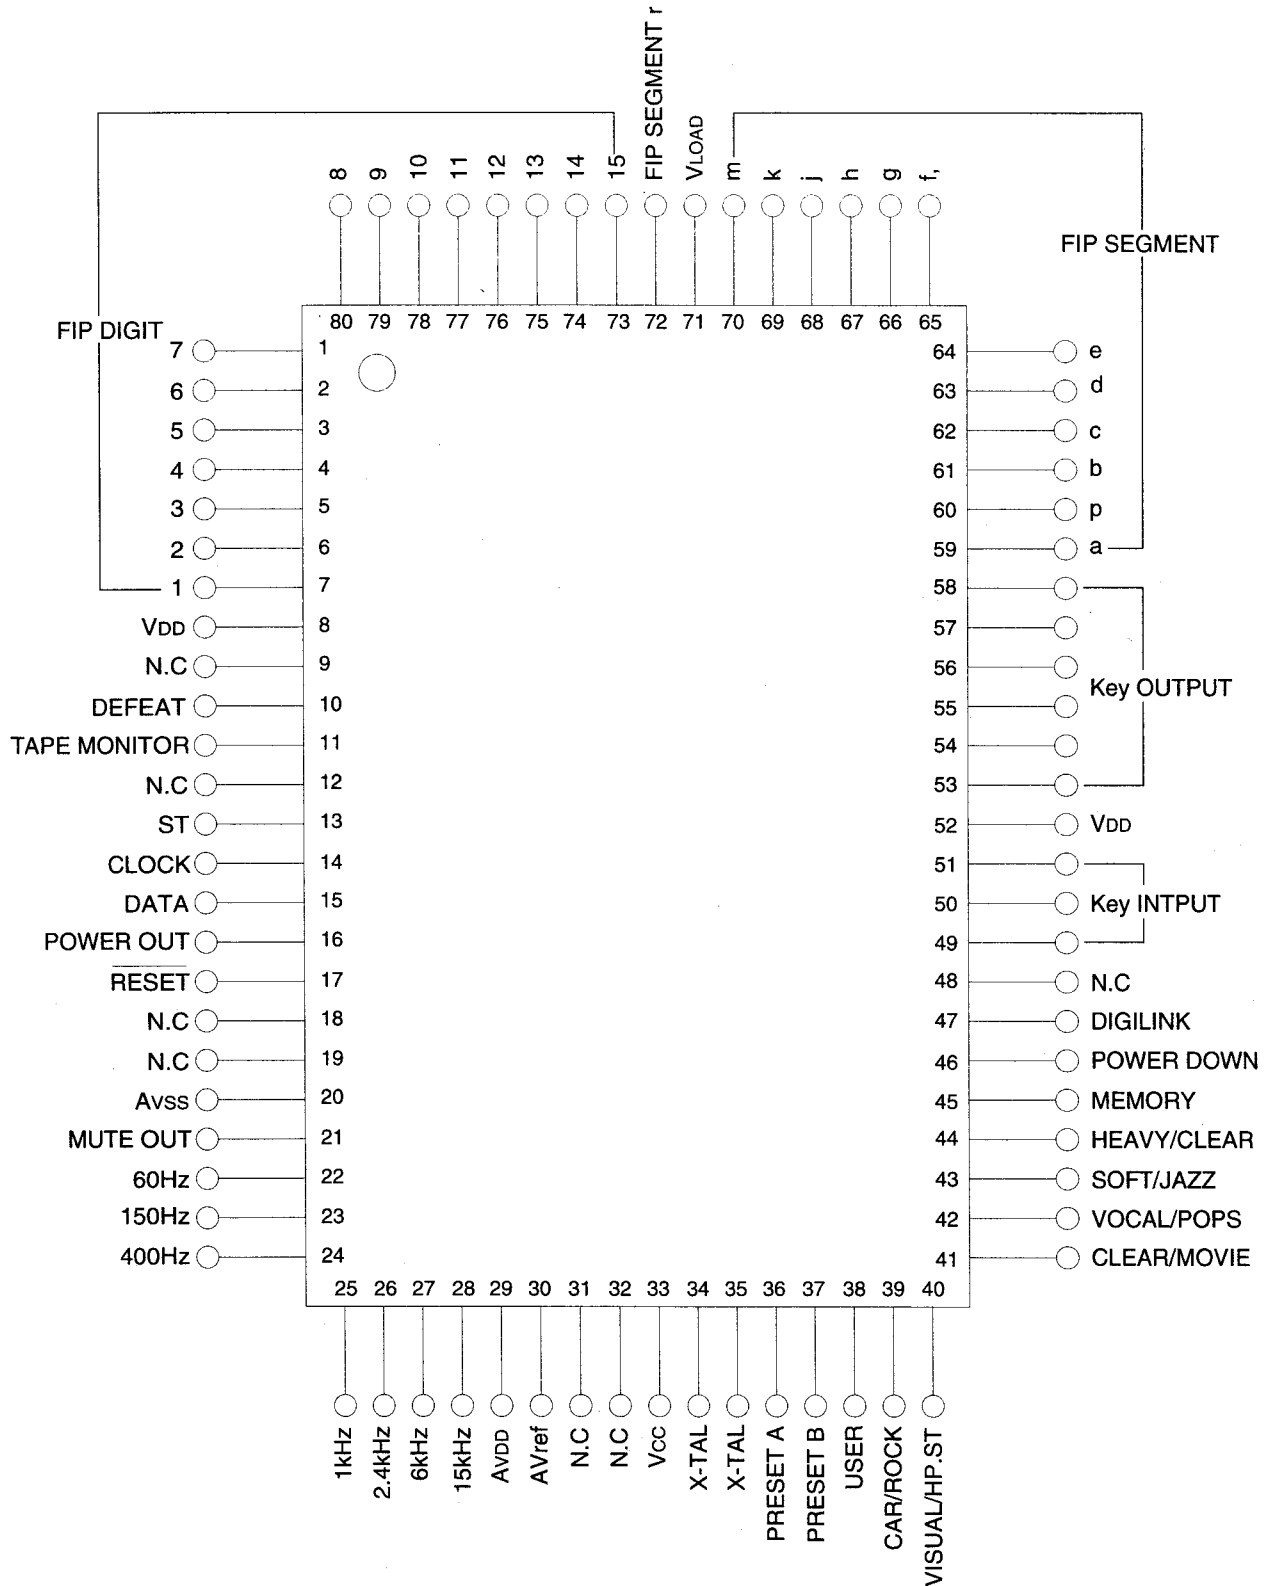 FIP SEGMENT r
8
9
10
11
12
13
14
15
VLOAD
m
k
j
h
g
f,
FIP SEGMENT
80 79 78 77 76 75 74 73 72 71 70 69 68 67 66 65
FIP DIGIT
7 1
6 2
5 3
4 4
3 5
2 6
1 7
VDD 8
N.C 9
DEFEAT 10
TAPE MONITOR 11
N.C 12
ST 13
CLOCK 14
DATA 15
POWER OUT 16
RESET 17
N.C 18
N.C 19
AVSS 20
MUTE OUT 21
60Hz 22
150Hz 23
400Hz 24
64 e
63 d
62 c
61 b
60 p
59 a
58
57
56
Key OUTPUT
55
54
53
52 VDD
51
50 Key INTPUT
49
48 N.C
47 DIGILINK
46 POWER DOWN
45 MEMORY
44 HEAVY/CLEAR
43 SOFT/JAZZ
42 VOCAL/POPS
41 CLEAR/MOVIE
25 26 27 28 29 30 31 32 33 34 35 36 37 38 39 40
1kHz
2.4kHz
6kHz
15kHz
AVDD
AVref
N.C
N.C
VCC
X-TAL
X-TAL
PRESET A
PRESET B
USER
CAR/ROCK
VISUAL/HP.ST